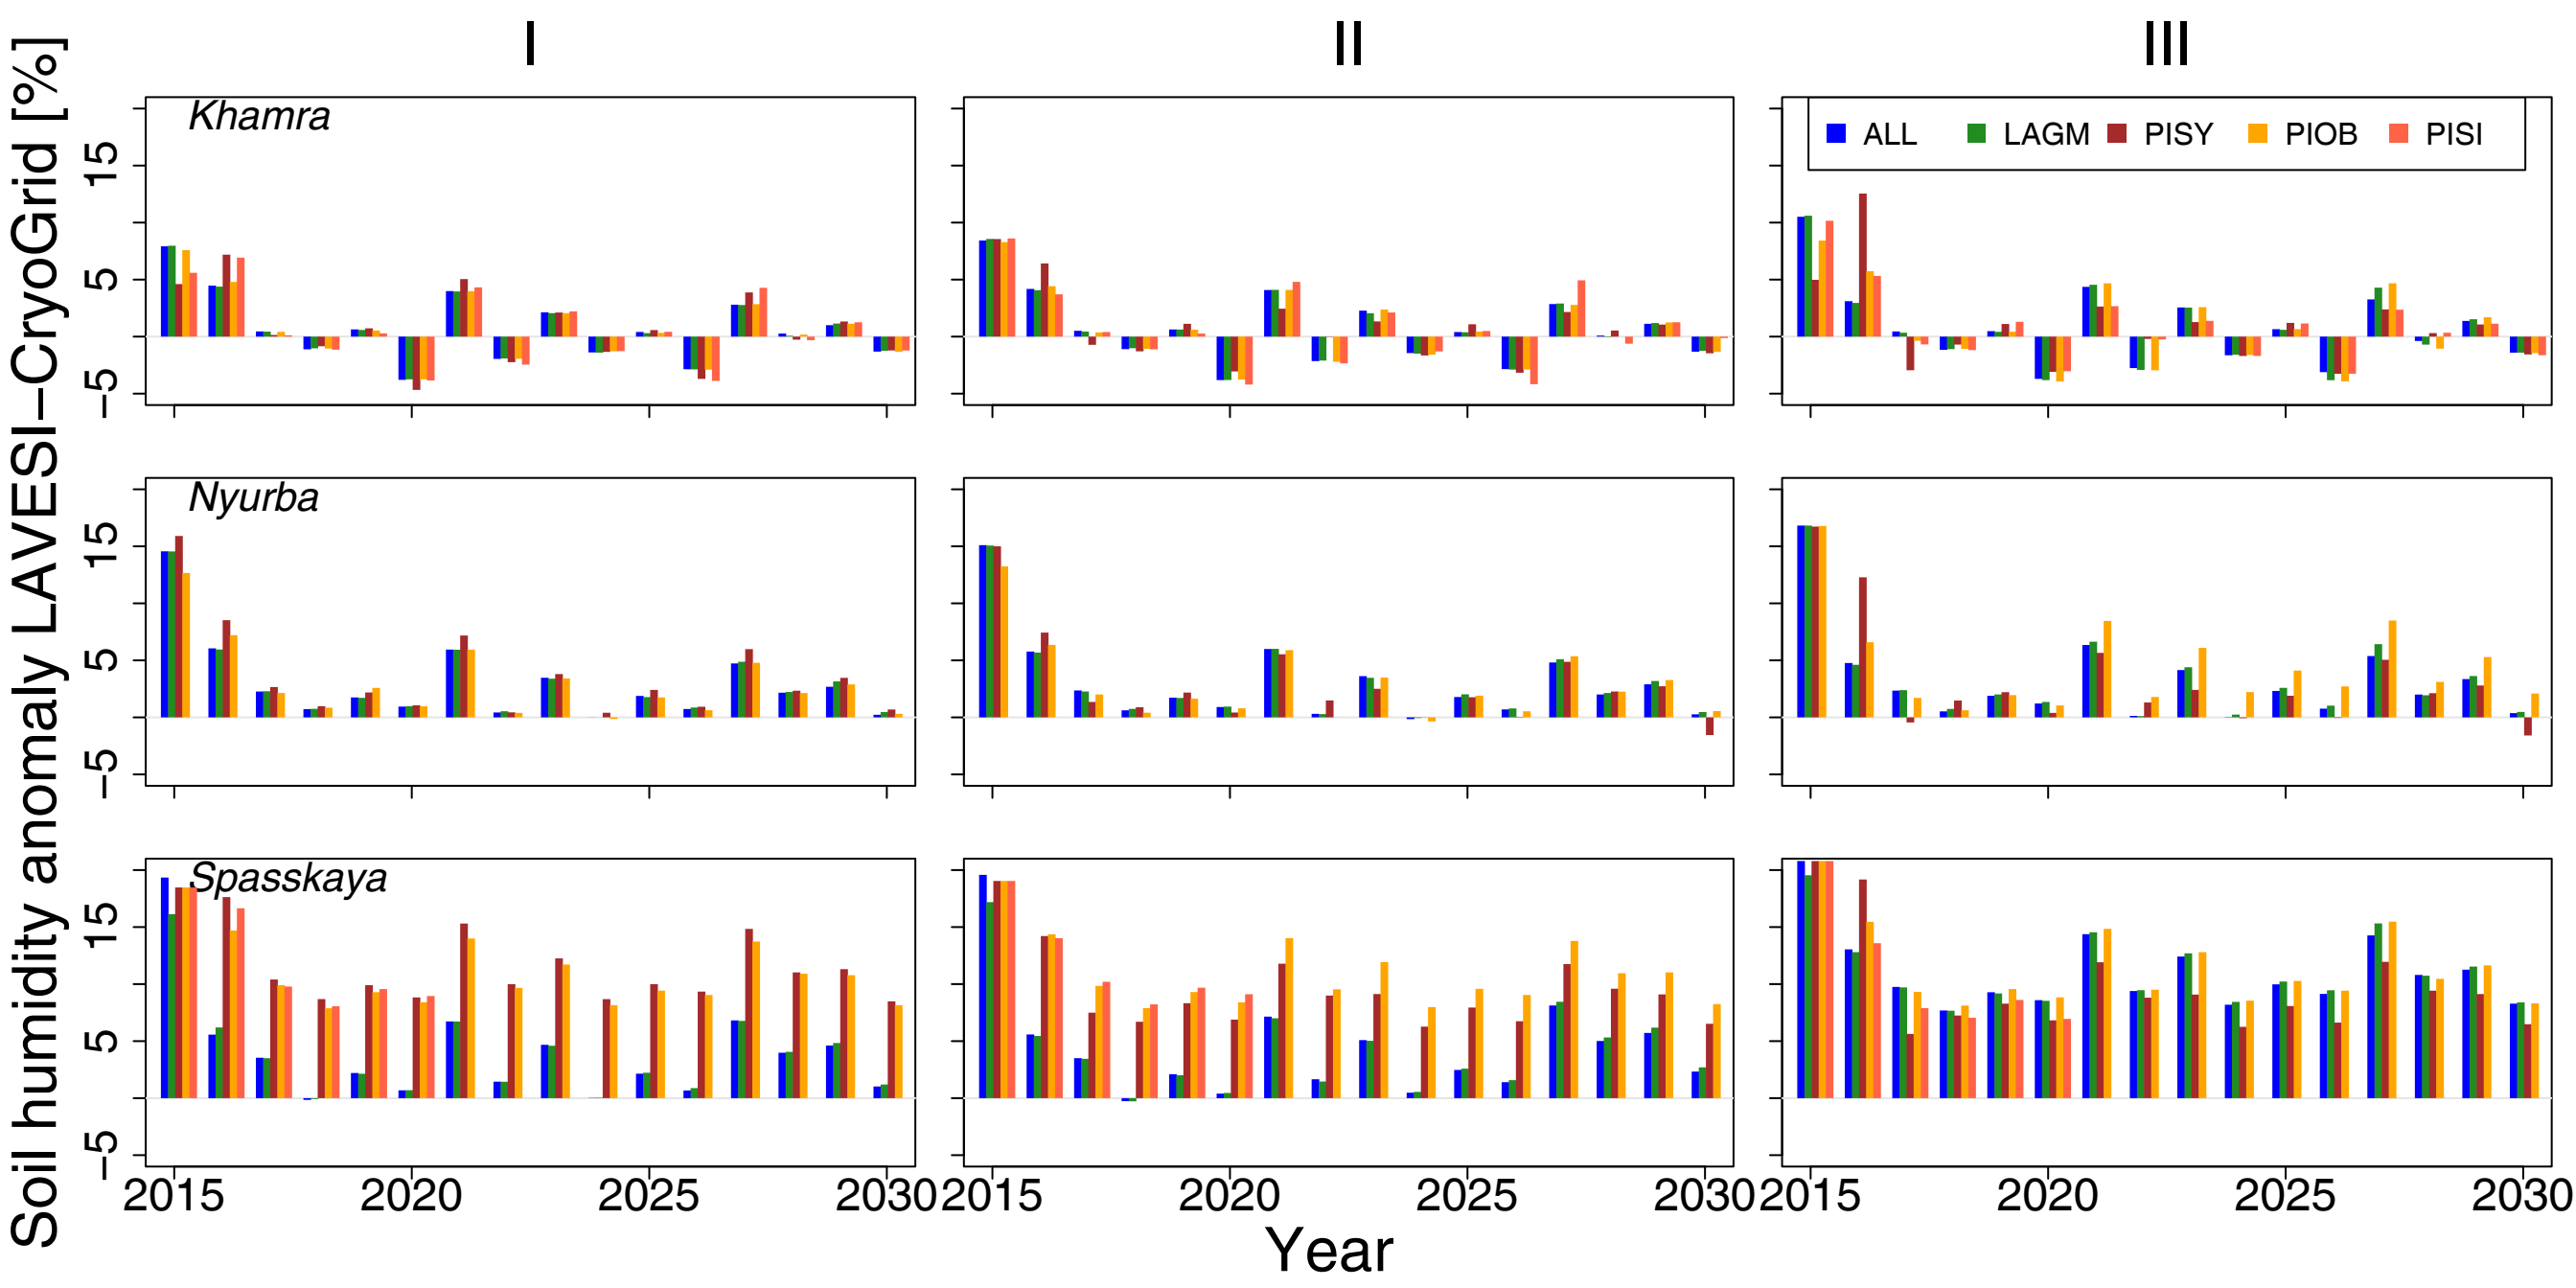 I II III
Soil humidity anomaly LAVESI–CryoGrid [%]
Khamra
ALL LAGM PISY PIOB PISI
15
5
−5
Nyurba
15
5
−5
Spasskaya
15
5
−5
2015 2020 2025 2030 2015 2020 2025 2030 2015 2020 2025 2030
Year